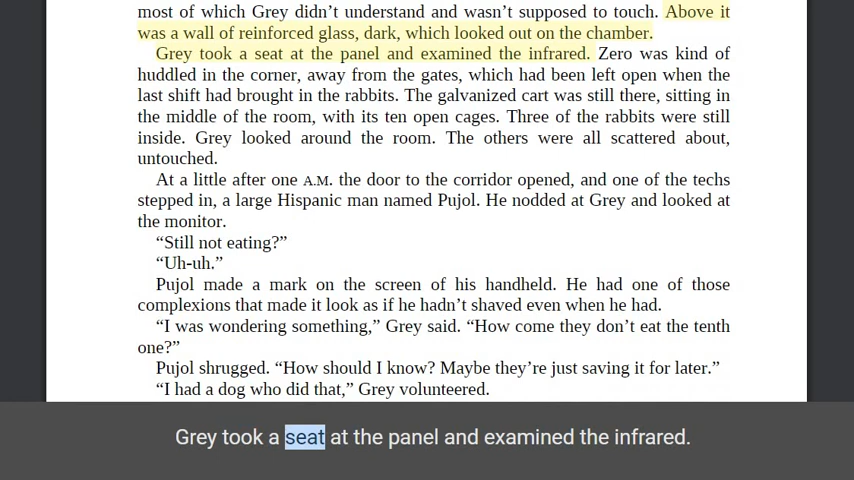 most of which Grey didn’t understand and wasn’t supposed to touch. Above it
was a wall of reinforced glass, dark, which looked out on the chamber.
Grey took a seat at the panel and examined the infrared. Zero was kind of
huddled in the corner, away from the gates, which had been left open when the
last shift had brought in the rabbits. The galvanized cart was still there, sitting in
the middle of the room, with its ten open cages. Three of the rabbits were still
inside. Grey looked around the room. The others were all scattered about,
untouched.
At a little after one A.M. the door to the corridor opened, and one of the techs
stepped in, a large Hispanic man named Pujol. He nodded at Grey and looked at
the monitor.
“Still not eating?”
“Uh-uh.”
Pujol made a mark on the screen of his handheld. He had one of those
complexions that made it look as if he hadn’t shaved even when he had.
“I was wondering something,” Grey said. “How come they don’t eat the tenth
one?”
Pujol shrugged. “How should I know? Maybe they’re just saving it for later.”
“I had a dog who did that,” Grey volunteered.
Grey took a seat at the panel and examined the infrared.